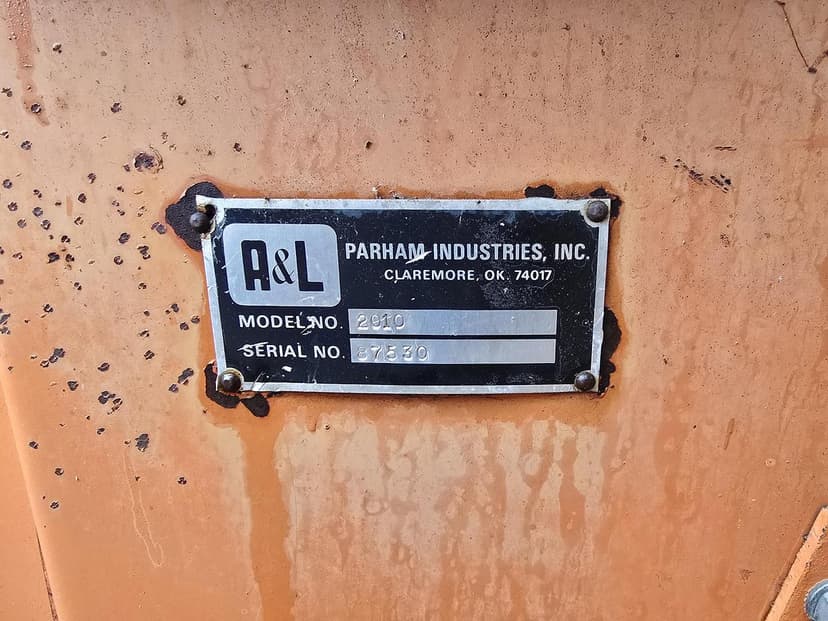 A&L
PARHAM INDUSTRIES, INC.
CLAREMORE, OK. 74017
MODEL NO. 2910
SERIAL NO. 87530